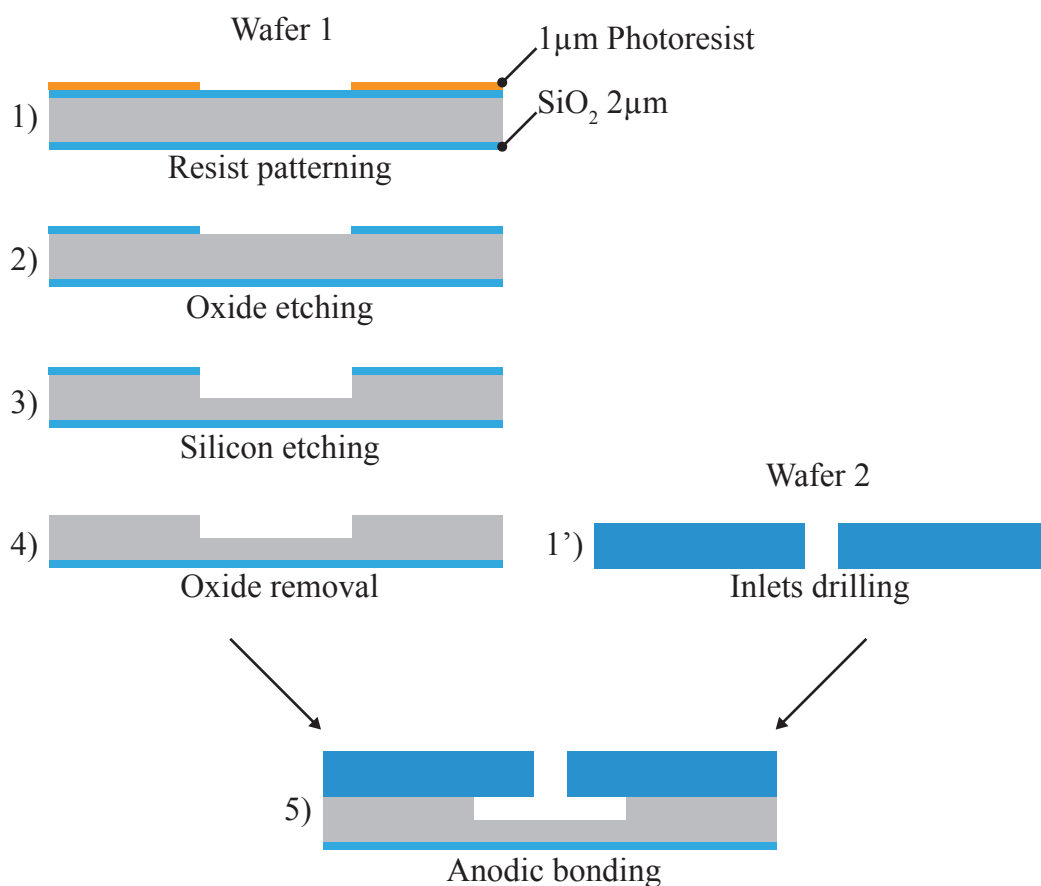 Wafer 1
1µm Photoresist
SiO₂ 2µm
1)
Resist patterning
2)
Oxide etching
3)
Silicon etching
Wafer 2
4)
Oxide removal
1’)
Inlets drilling
5)
Anodic bonding